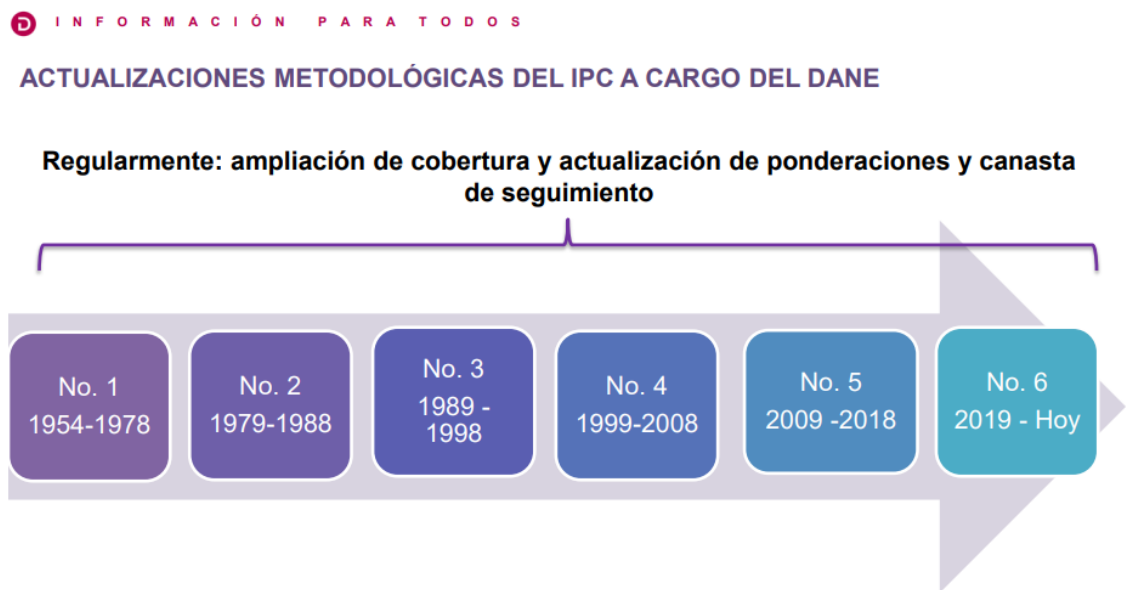 INFORMACIÓN PARA TODOS
ACTUALIZACIONES METODOLÓGICAS DEL IPC A CARGO DEL DANE
Regularmente: ampliación de cobertura y actualización de ponderaciones y canasta
de seguimiento
No. 1
1954-1978
No. 2
1979-1988
No. 3
1989 -
1998
No. 4
1999-2008
No. 5
2009 -2018
No. 6
2019 - Hoy